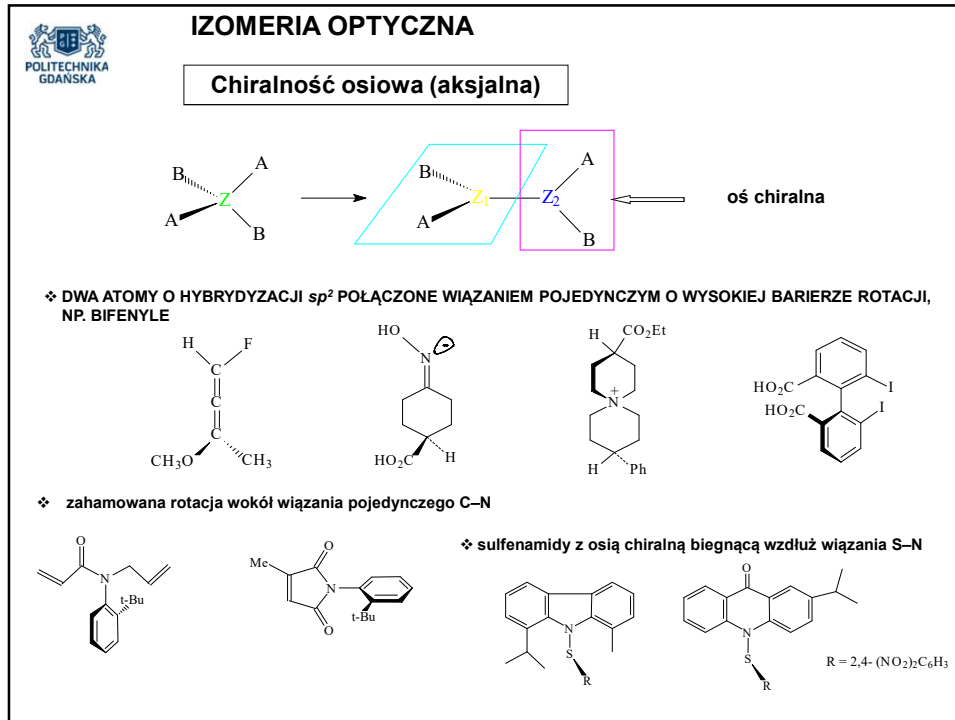 IZOMERIA OPTYCZNA
POLITECHNIKA
GDAŃSKA
Chiralność osiowa (aksjalna)
B A Z A B
B A Z₁ Z₂ A B
oś chiralna
❖ DWA ATOMY O HYBRYDYZACJI sp² POŁĄCZONE WIĄZANIEM POJEDYNCZYM O WYSOKIEJ BARIERZE ROTACJI,
NP. BIFENYLE
H F C C C CH₃O CH₃
HO N HO₂C H
H CO₂Et N + H Ph
HO₂C I HO₂C I
❖ zahamowana rotacja wokół wiązania pojedynczego C–N
❖ sulfenamidy z osią chiralną biegnącą wzdłuż wiązania S–N
O N t-Bu
Me O N O t-Bu
N S R
O N S R
R = 2,4- (NO2)2C6H3